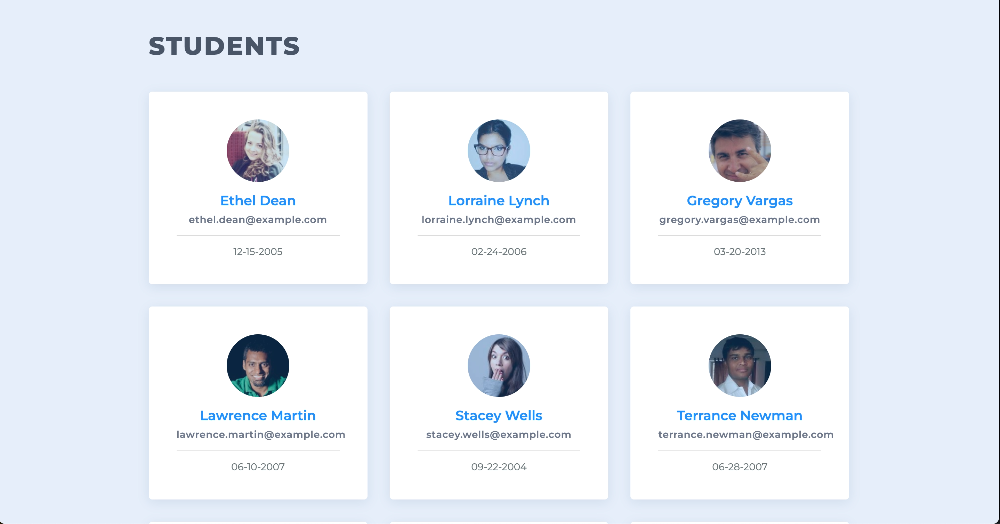 STUDENTS
Ethel Dean
ethel.dean@example.com
12-15-2005
Lorraine Lynch
lorraine.lynch@example.com
02-24-2006
Gregory Vargas
gregory.vargas@example.com
03-20-2013
Lawrence Martin
lawrence.martin@example.com
06-10-2007
Stacey Wells
stacey.wells@example.com
09-22-2004
Terrance Newman
terrance.newman@example.com
06-28-2007